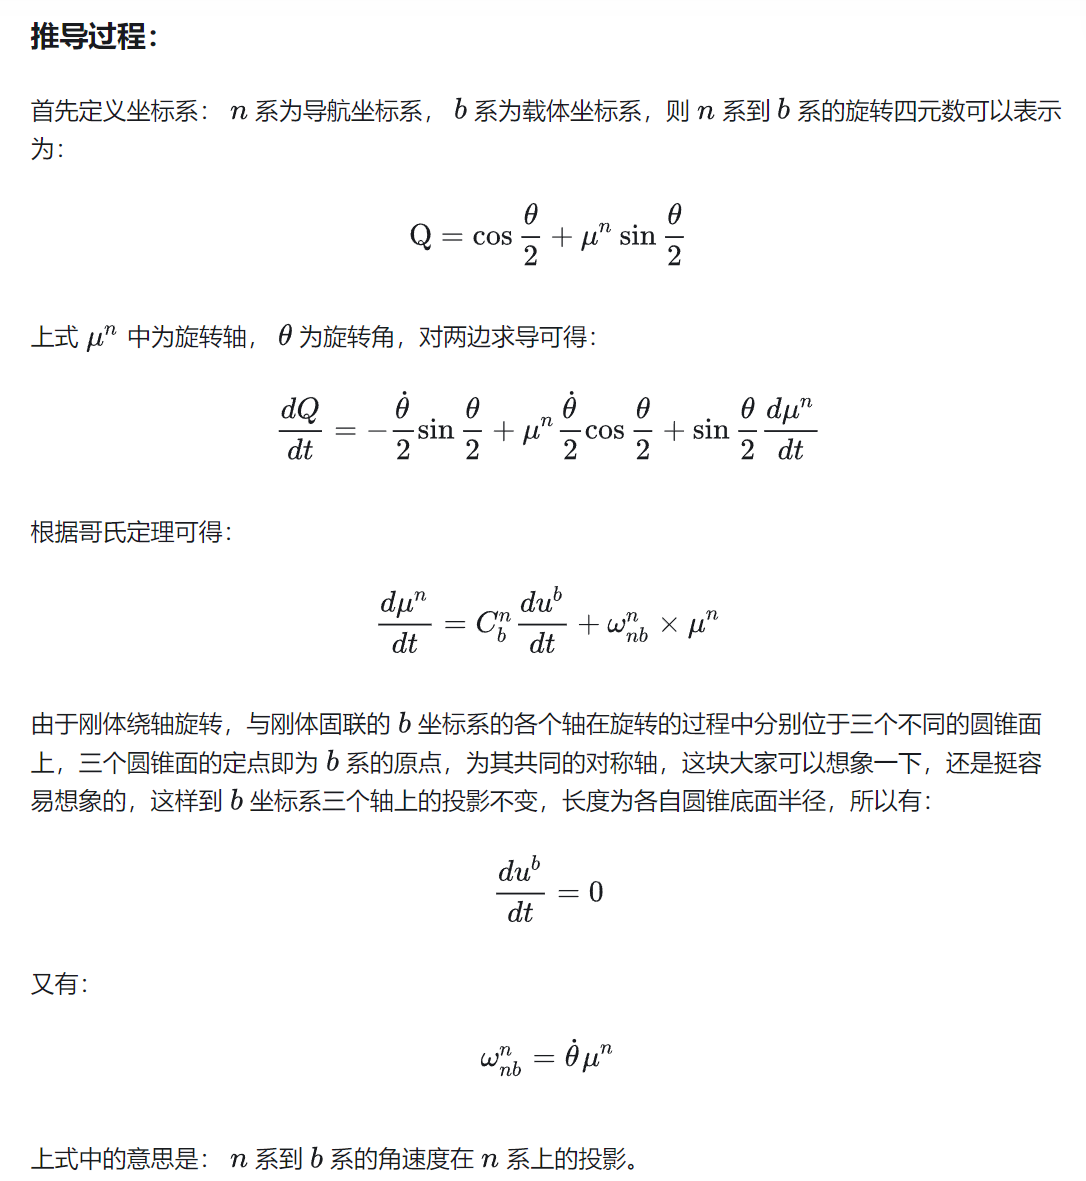 推导过程：
首先定义坐标系： n 系为导航坐标系， b 系为载体坐标系，则 n 系到 b 系的旋转四元数可以表示
为：
$\mathrm{Q} = \cos\frac{\theta}{2} + \mu^n \sin\frac{\theta}{2}$
上式 $\mu^n$ 中为旋转轴， θ 为旋转角，对两边求导可得：
$\frac{dQ}{dt} = -\frac{\dot{\theta}}{2}\sin\frac{\theta}{2} + \mu^n\frac{\dot{\theta}}{2}\cos\frac{\theta}{2} + \sin\frac{\theta}{2}\frac{d\mu^n}{dt}$
根据哥氏定理可得：
$\frac{d\mu^n}{dt} = C_b^n\frac{du^b}{dt} + \omega_{nb}^n \times \mu^n$
由于刚体绕轴旋转，与刚体固联的 b 坐标系的各个轴在旋转的过程中分别位于三个不同的圆锥面
上，三个圆锥面的定点即为 b 系的原点，为其共同的对称轴，这块大家可以想象一下，还是挺容
易想象的，这样到 b 坐标系三个轴上的投影不变，长度为各自圆锥底面半径，所以有：
$\frac{du^b}{dt} = 0$
又有：
$\omega_{nb}^n = \dot{\theta}\mu^n$
上式中的意思是： n 系到 b 系的角速度在 n 系上的投影。